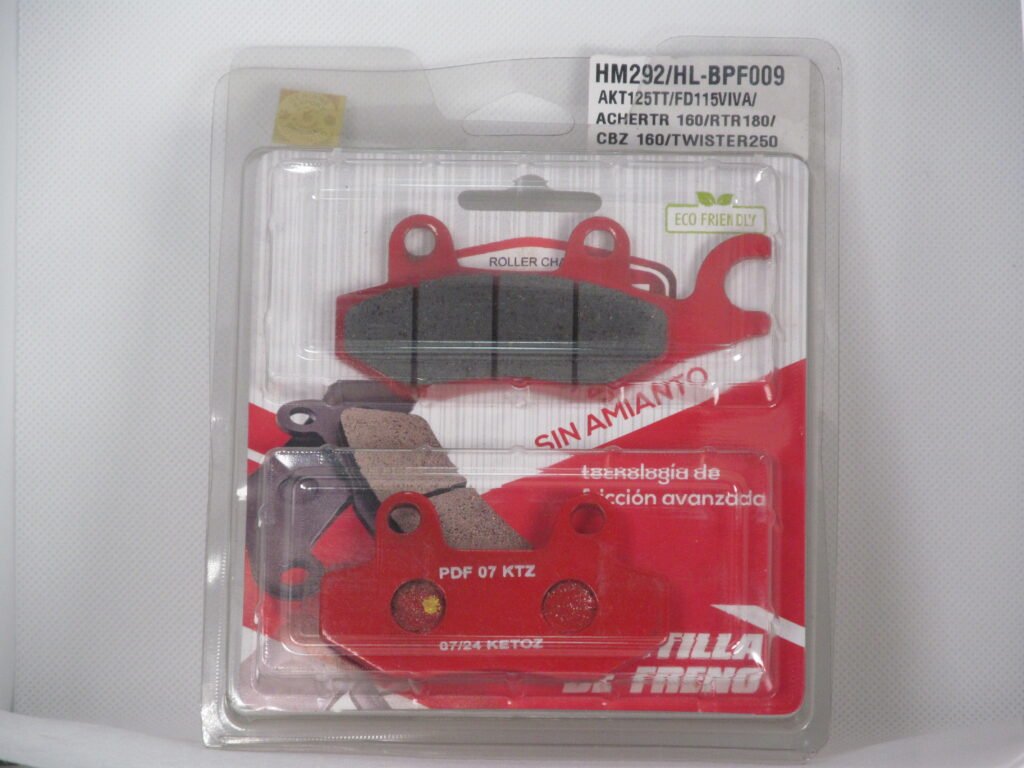 HM292/HL-BPF009
AKT125TT/FD115VIVA/
ACHERTR 160/RTR180/
CBZ 160/TWISTER250
ECO FRIENDLY
ROLLER CHA
SIN AMIANTO
tecnología de
fricción avanzada
PDF 07 KTZ
07/24 KETOZ
TILLA
DE FRENO